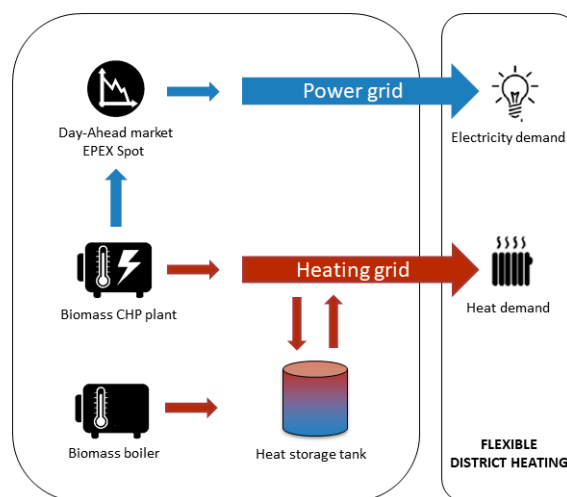 Power grid
Day-Ahead market
EPEX Spot
Electricity demand
Heating grid
Biomass CHP plant
Heat demand
Biomass boiler
Heat storage tank
FLEXIBLE
DISTRICT HEATING